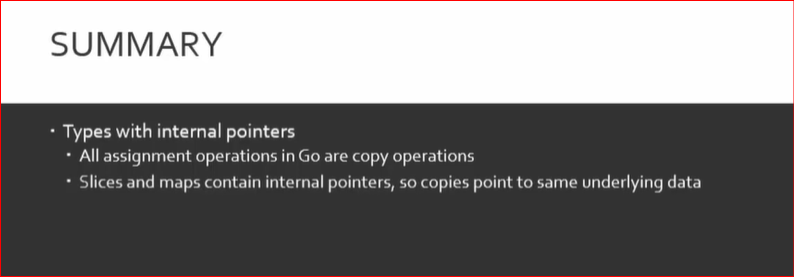 SUMMARY
• Types with internal pointers
• All assignment operations in Go are copy operations
• Slices and maps contain internal pointers, so copies point to same underlying data